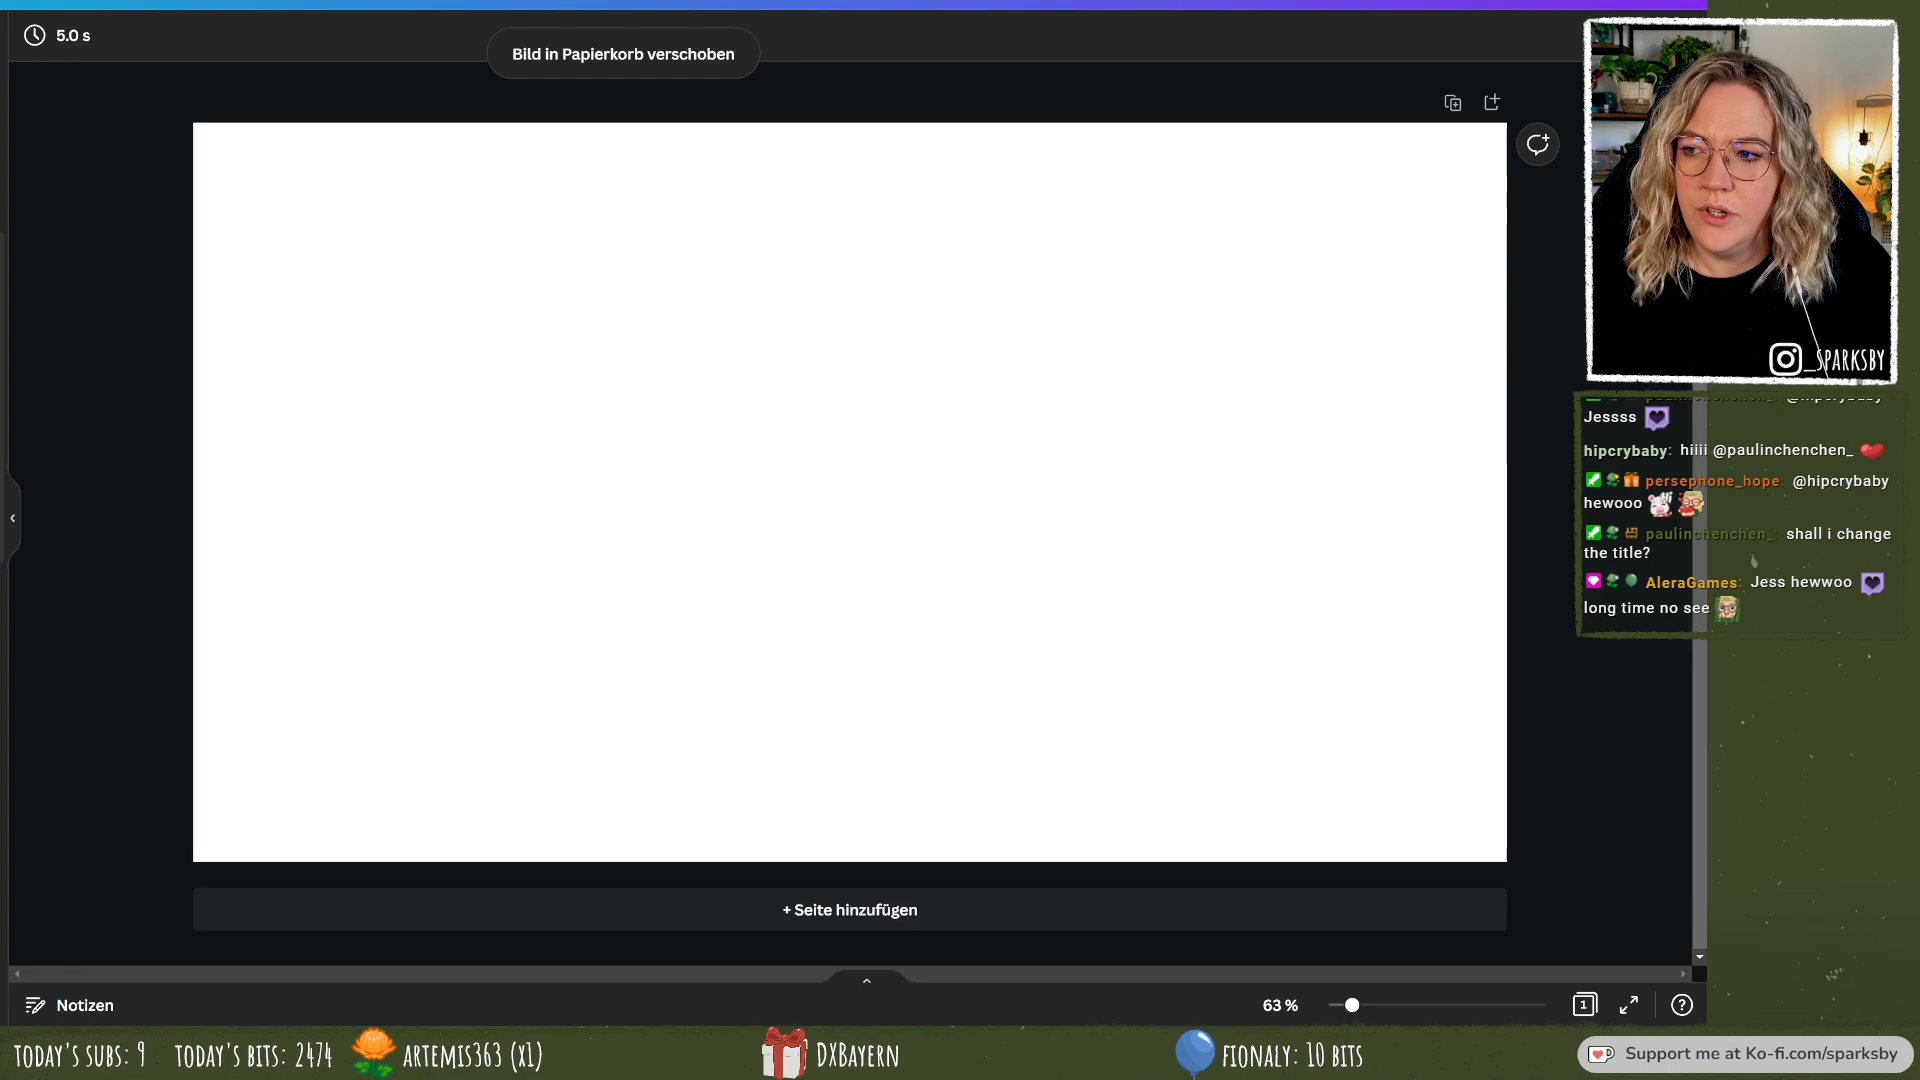 5.0 s
Bild in Papierkorb verschoben
_SPARKSBY
Jessss
hipcrybaby: hiiii @paulinchenchen_
persephone_hope: @hipcrybaby
hewooo
paulinchenchen_: shall i change
the title?
AleraGames: Jess hewwoo
long time no see
+ Seite hinzufügen
Notizen
63 %
1
TODAY'S SUBS: 9
TODAY'S BITS: 2474
ARTEMIS363 (X1)
DXBAYERN
FIONALY: 10 BITS
Support me at Ko-fi.com/sparksby